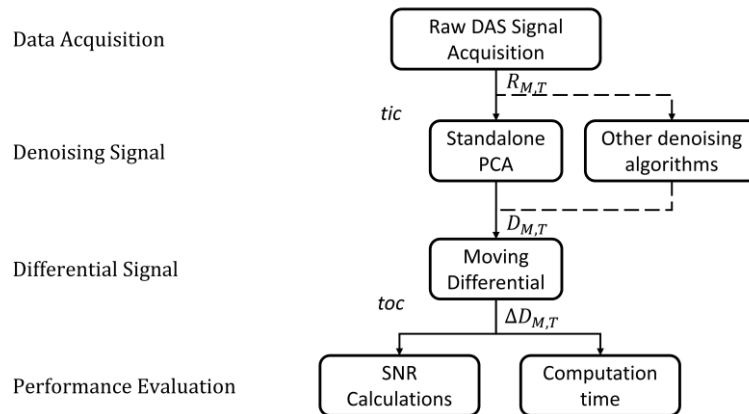 Data Acquisition
Raw DAS Signal
Acquisition
R_{M,T}
tic
Denoising Signal
Standalone
PCA
Other denoising
algorithms
D_{M,T}
Differential Signal
Moving
Differential
toc
ΔD_{M,T}
Performance Evaluation
SNR
Calculations
Computation
time